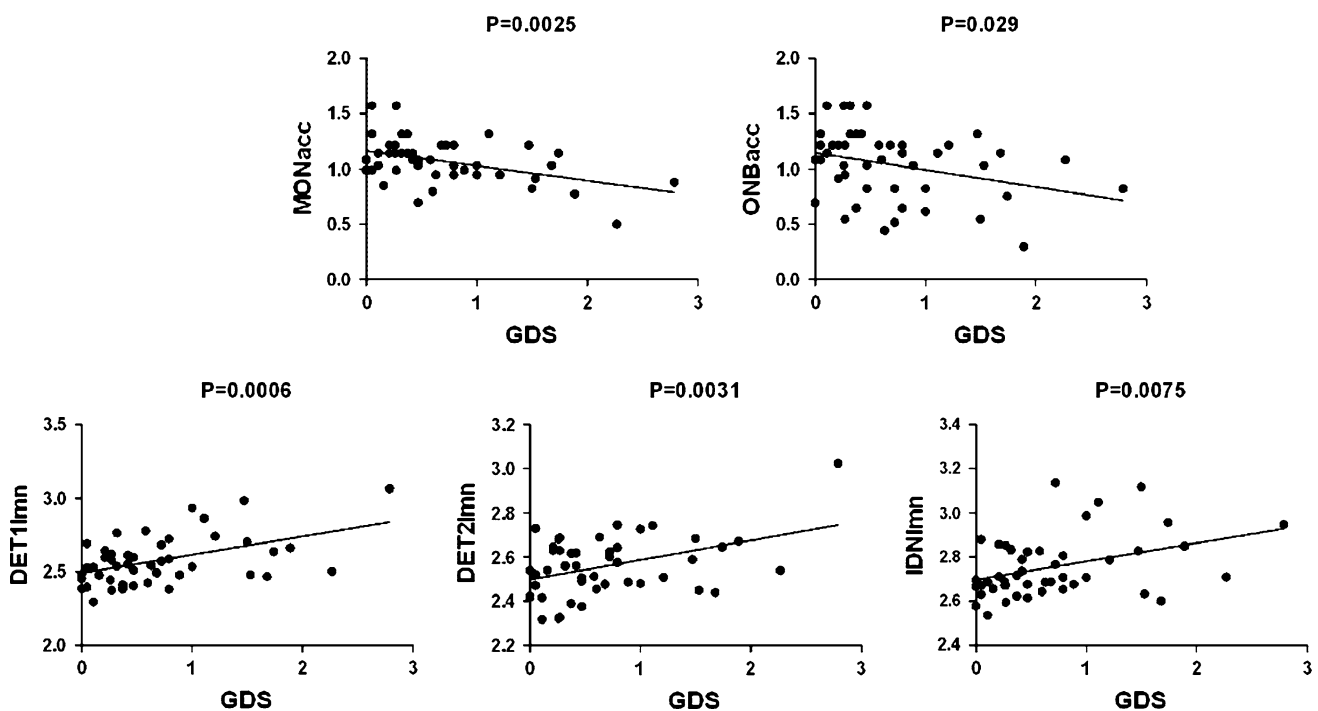 P=0.0025
2.0
1.5
1.0
0.5
0.0
MONacc
0 1 2 3
GDS
P=0.029
2.0
1.5
1.0
0.5
0.0
ONBacc
0 1 2 3
GDS
P=0.0006
3.5
3.0
2.5
2.0
DET1lmn
0 1 2 3
GDS
P=0.0031
3.2
3.0
2.8
2.6
2.4
2.2
DET2lmn
0 1 2 3
GDS
P=0.0075
3.4
3.2
3.0
2.8
2.6
2.4
IDNlmn
0 1 2 3
GDS